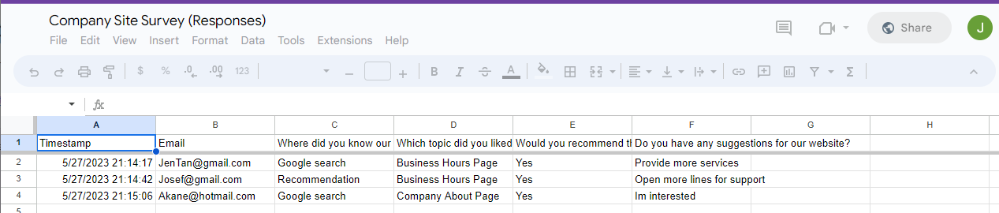 Company Site Survey (Responses)
File Edit View Insert Format Data Tools Extensions Help
Share J
$ % .0 .00 123 B I S A Σ
fx
A B C D E F G H
1 Timestamp Email Where did you know our Which topic did you liked Would you recommend th Do you have any suggestions for our website?
2 5/27/2023 21:14:17 JenTan@gmail.com Google search Business Hours Page Yes Provide more services
3 5/27/2023 21:14:42 Josef@gmail.com Recommendation Business Hours Page Yes Open more lines for support
4 5/27/2023 21:15:06 Akane@hotmail.com Google search Company About Page Yes Im interested
5